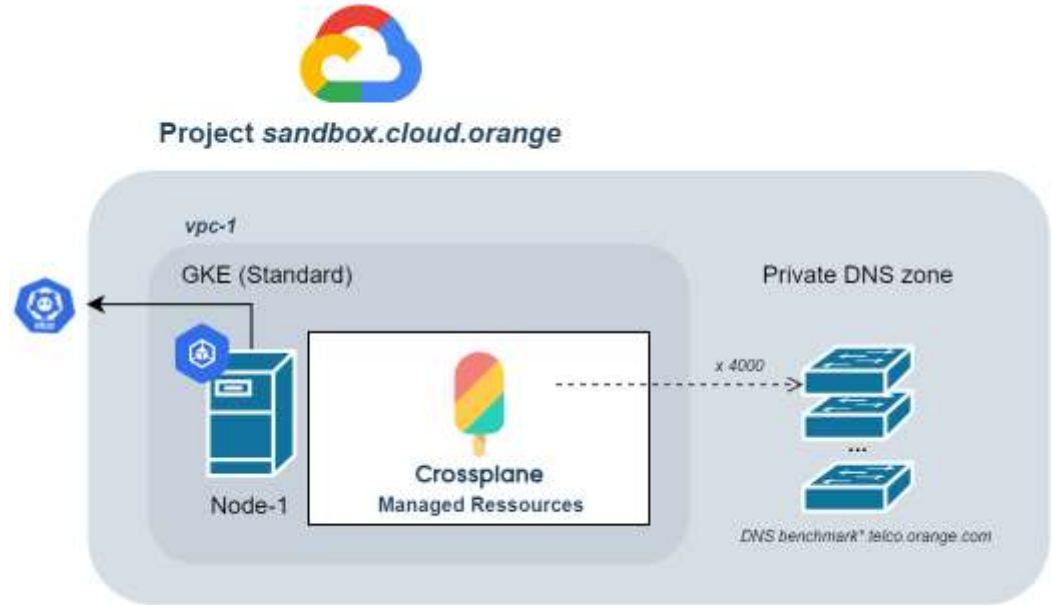 Project sandbox.cloud.orange
vpc-1
GKE (Standard)
Private DNS zone
x 4000
Crossplane
Managed Ressources
Node-1
...
DNS benchmark* telco.orange.com